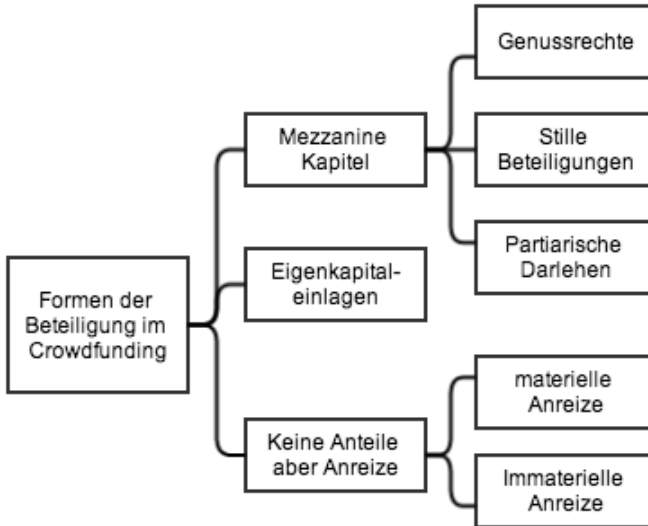 Formen der
Beteiligung im
Crowdfunding
Mezzanine
Kapitel
Genussrechte
Stille
Beteiligungen
Partiarische
Darlehen
Eigenkapital-
einlagen
Keine Anteile
aber Anreize
materielle
Anreize
Immaterielle
Anreize